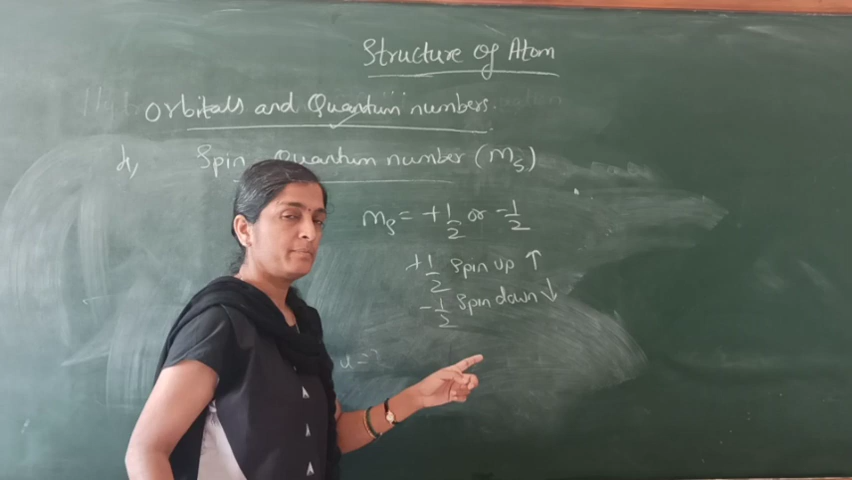 Structure of Atom
Orbitals and Quantum numbers.
4, Spin Quantum number (ms)
ms = +1/2 or -1/2
+1/2 Spin up ↑
-1/2 Spin down ↓